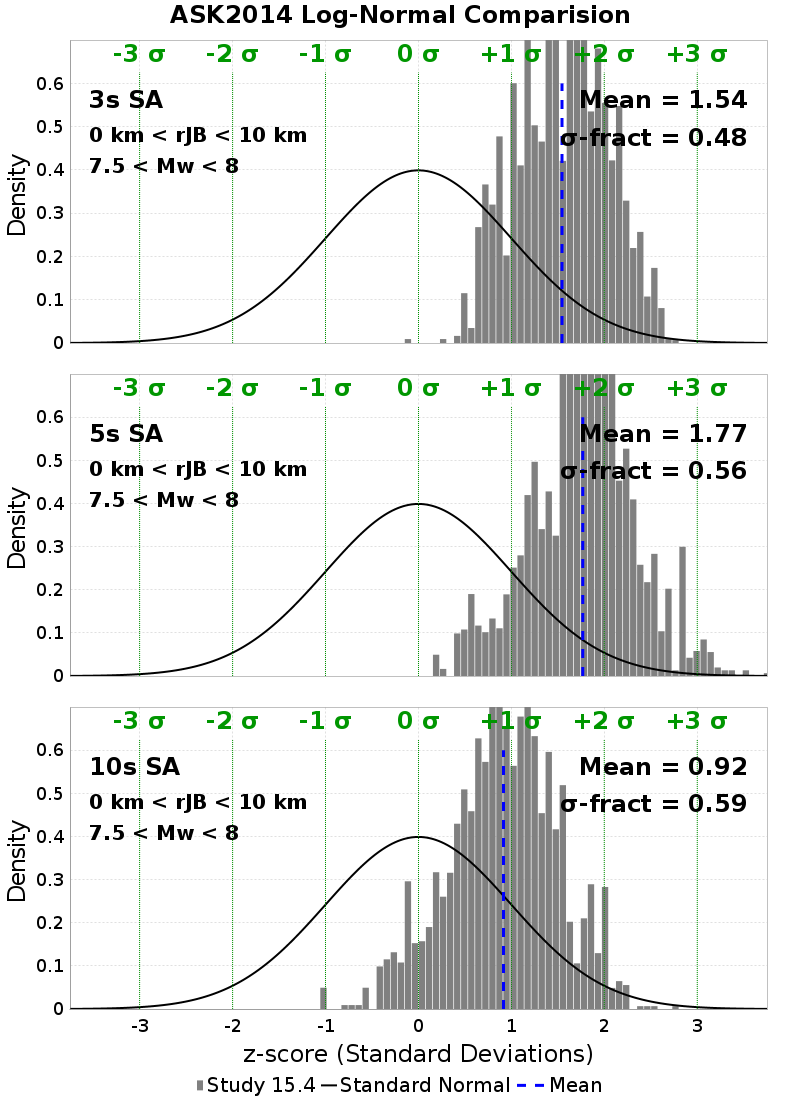 ASK2014 Log-Normal Comparision
-3 σ -2 σ -1 σ 0 σ +1 σ +2 σ +3 σ
3s SA
0 km < rJB < 10 km
7.5 < Mw < 8
Mean = 1.54
σ-fract = 0.48
Density
0.6
0.5
0.4
0.3
0.2
0.1
0
-3 σ -2 σ -1 σ 0 σ +1 σ +2 σ +3 σ
5s SA
0 km < rJB < 10 km
7.5 < Mw < 8
Mean = 1.77
σ-fract = 0.56
Density
0.6
0.5
0.4
0.3
0.2
0.1
0
-3 σ -2 σ -1 σ 0 σ +1 σ +2 σ +3 σ
10s SA
0 km < rJB < 10 km
7.5 < Mw < 8
Mean = 0.92
σ-fract = 0.59
Density
0.6
0.5
0.4
0.3
0.2
0.1
0
-3 -2 -1 0 1 2 3
z-score (Standard Deviations)
Study 15.4 Standard Normal Mean